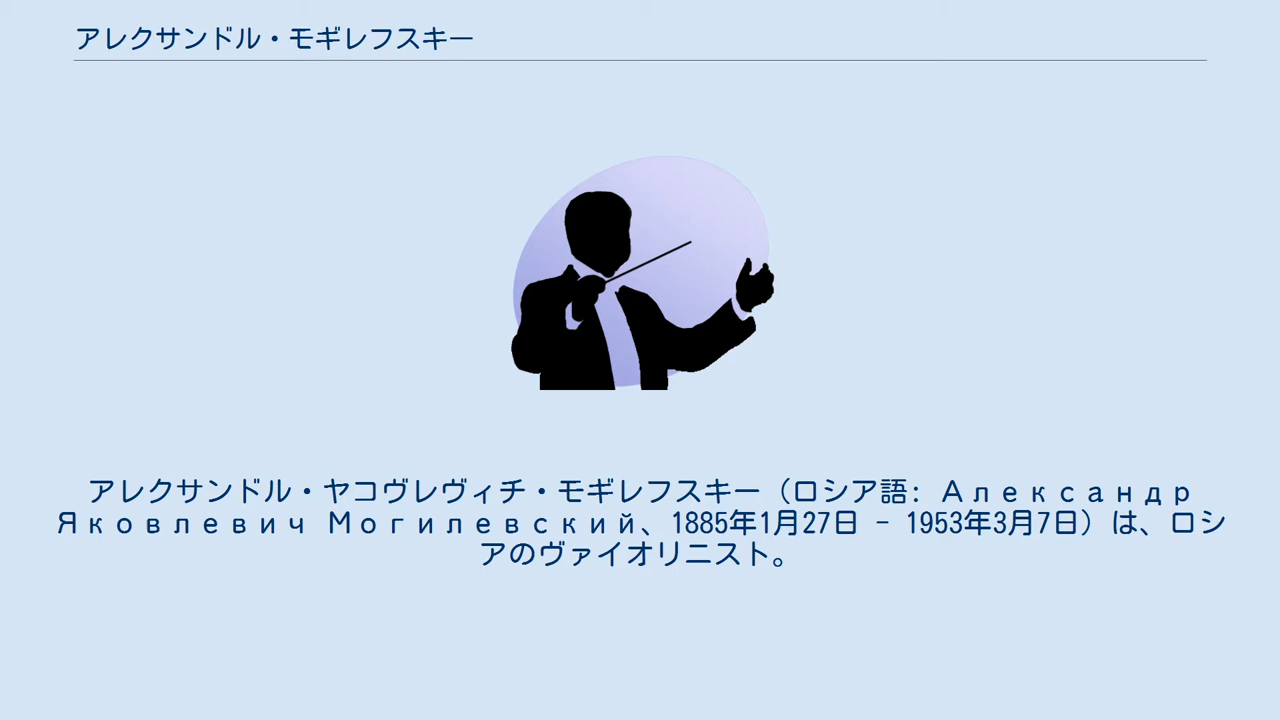 アレクサンドル・モギレフスキー
アレクサンドル・ヤコヴレヴィチ・モギレフスキー（ロシア語: Александр
Яковлевич Могилевский、1885年1月27日 - 1953年3月7日）は、ロシ
アのヴァイオリニスト。